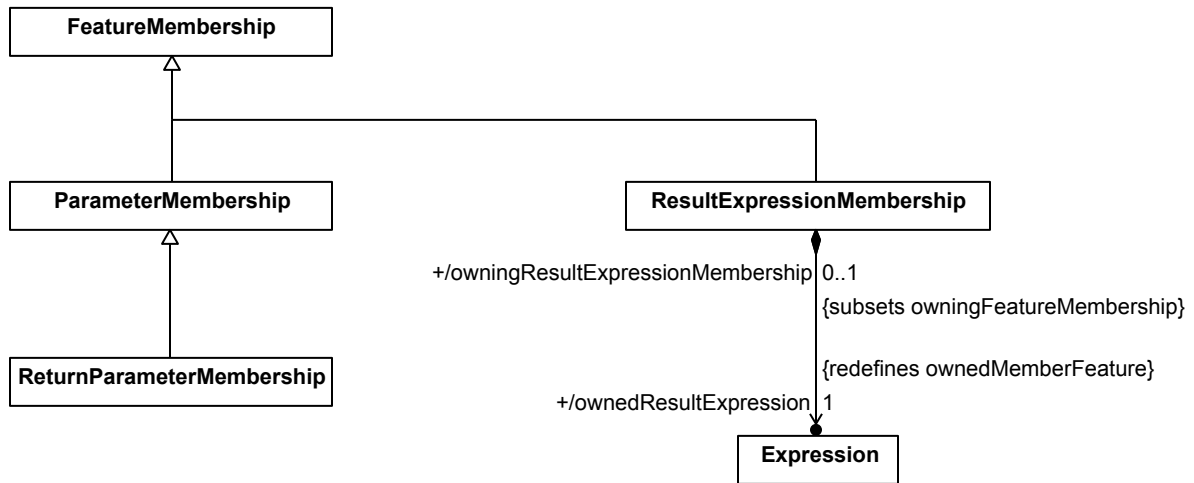 FeatureMembership
ParameterMembership
ResultExpressionMembership
+/owningResultExpressionMembership 0..1
{subsets owningFeatureMembership}
ReturnParameterMembership
{redefines ownedMemberFeature}
+/ownedResultExpression 1
Expression